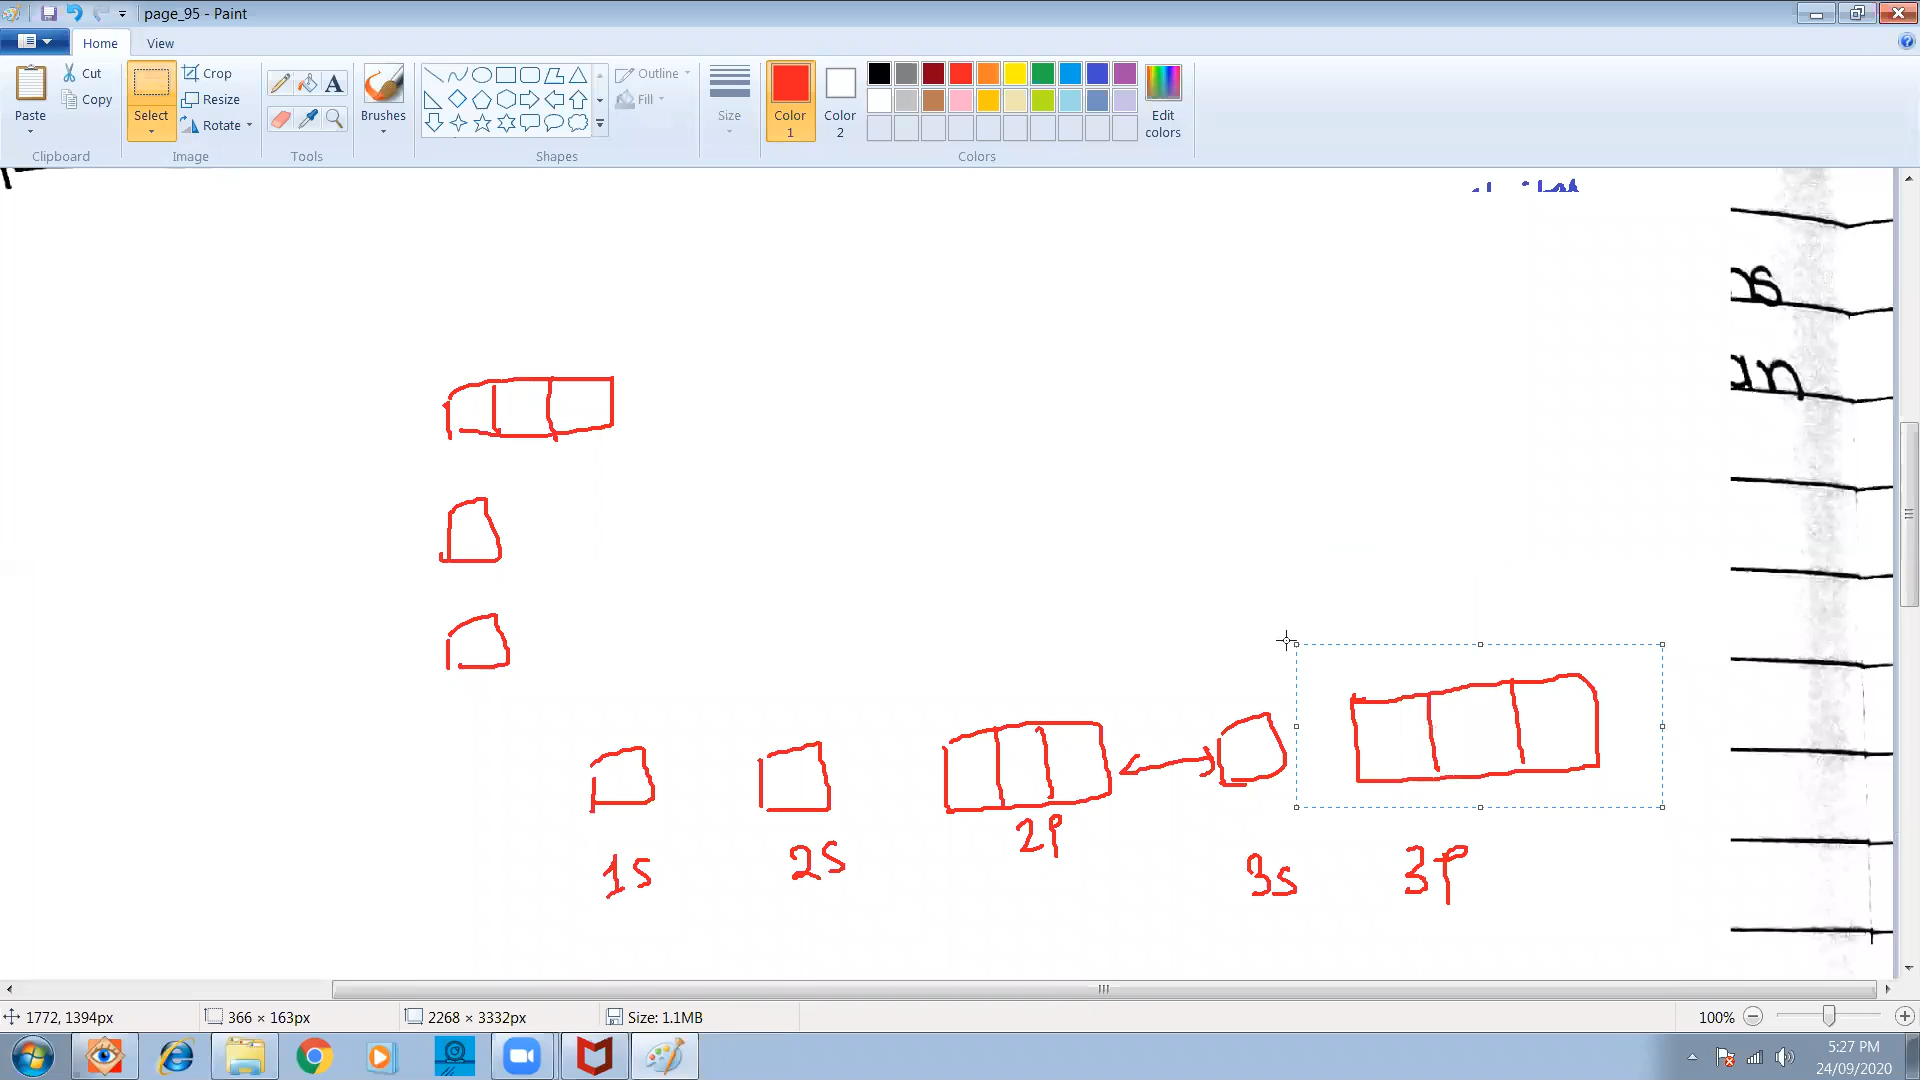 page_95 - Paint
Home View
Paste
Cut
Copy
Clipboard
Select
Crop
Resize
Rotate
Image
A
Tools
Brushes
Outline
Fill
Shapes
Size
Color 1
Color 2
Edit colors
Colors
1s 2s 2p 3s 3p
1772, 1394px 366 × 163px 2268 × 3332px Size: 1.1MB 100%
5:27 PM
24/09/2020